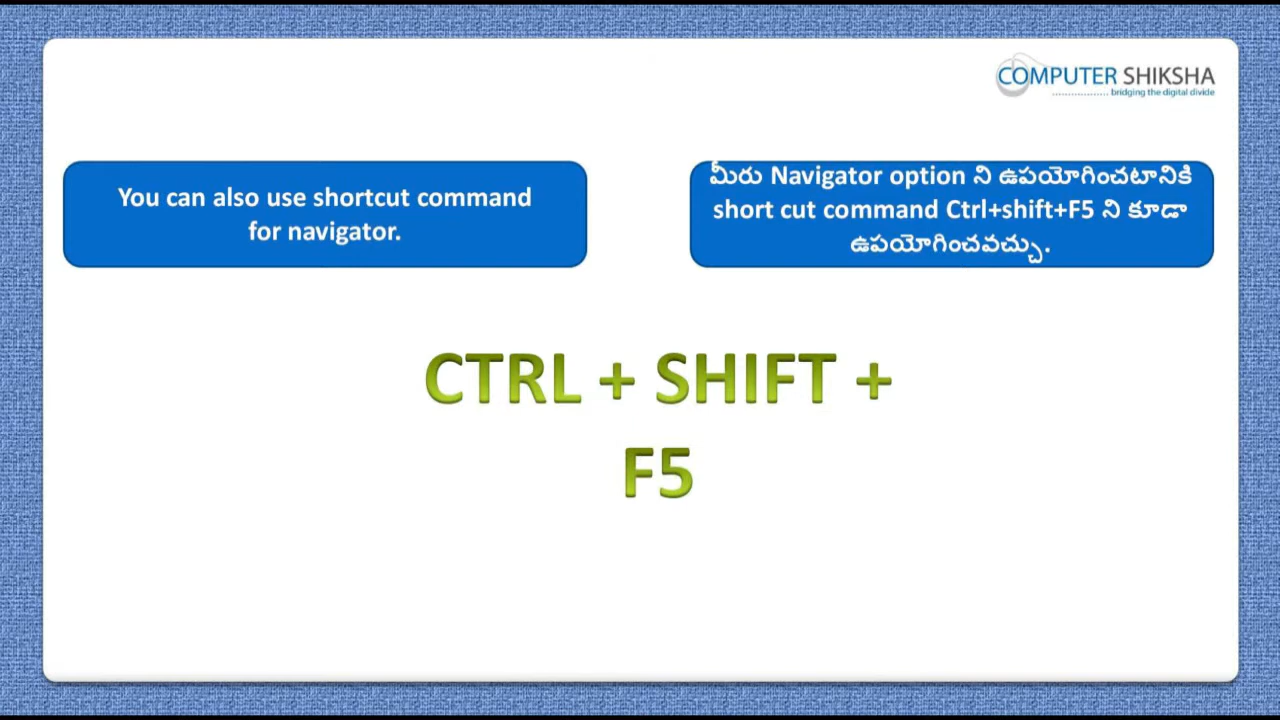 COMPUTER SHIKSHA
bridging the digital divide
You can also use shortcut command
for navigator.
మీరు Navigator option ని ఉపయోగించటానికి
short cut command Ctrl+shift+F5 ని కూడా
ఉపయోగించవచ్చు.
CTRL + SHIFT +
F5